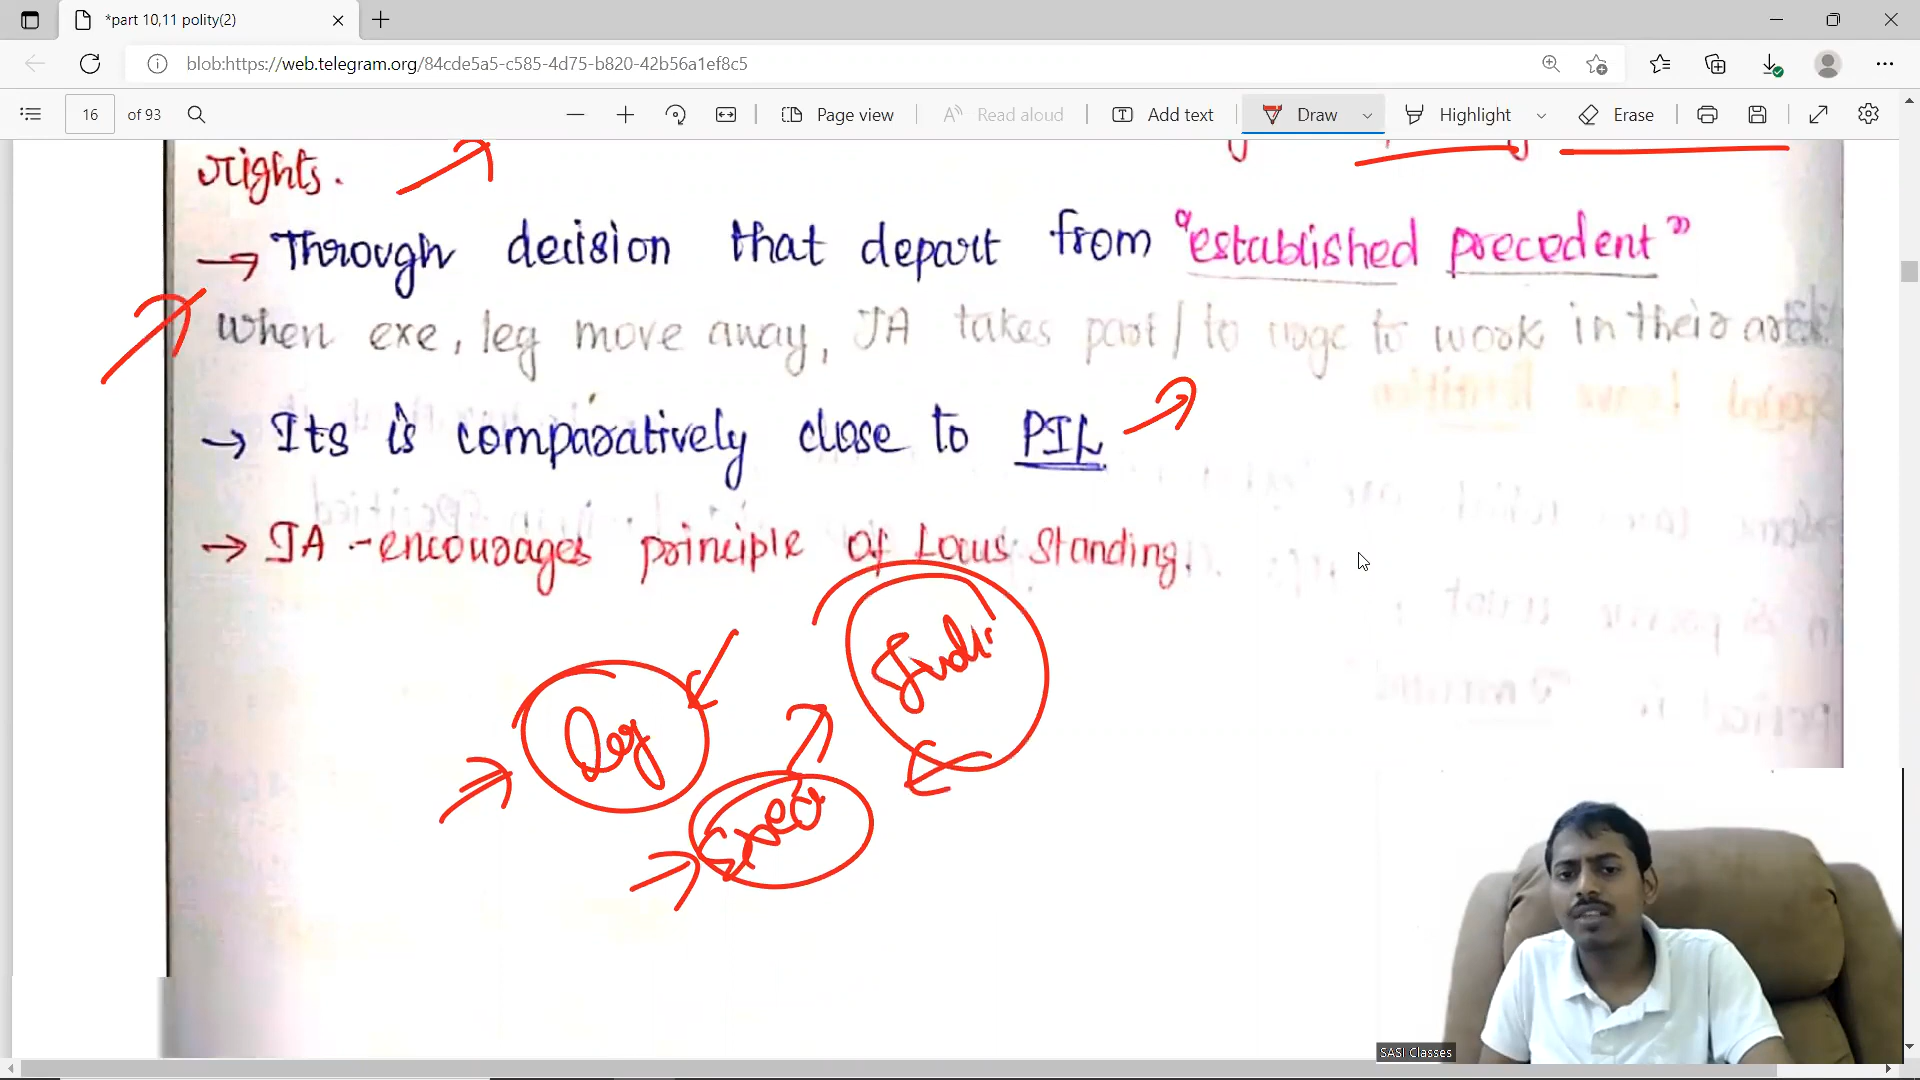 *part 10,11 polity(2)
blob:https://web.telegram.org/84cde5a5-c585-4d75-b820-42b56a1ef8c5
16 of 93 Page view Read aloud Add text Draw Highlight Erase
rights.
→ Through decision that depart from "established precedent"
when exe, leg move away, JA takes part / to urge to work in their area
→ Its is comparatively close to PIL
→ JA - encourages principle of Locus Standing.
Judi
Leg
Exec
SASI Classes